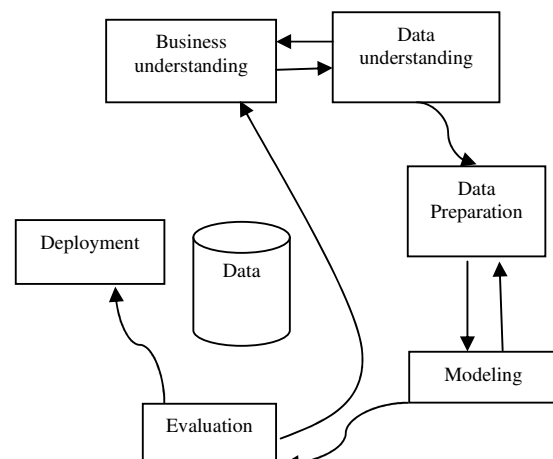 Business
understanding
Data
understanding
Data
Preparation
Deployment
Data
Modeling
Evaluation